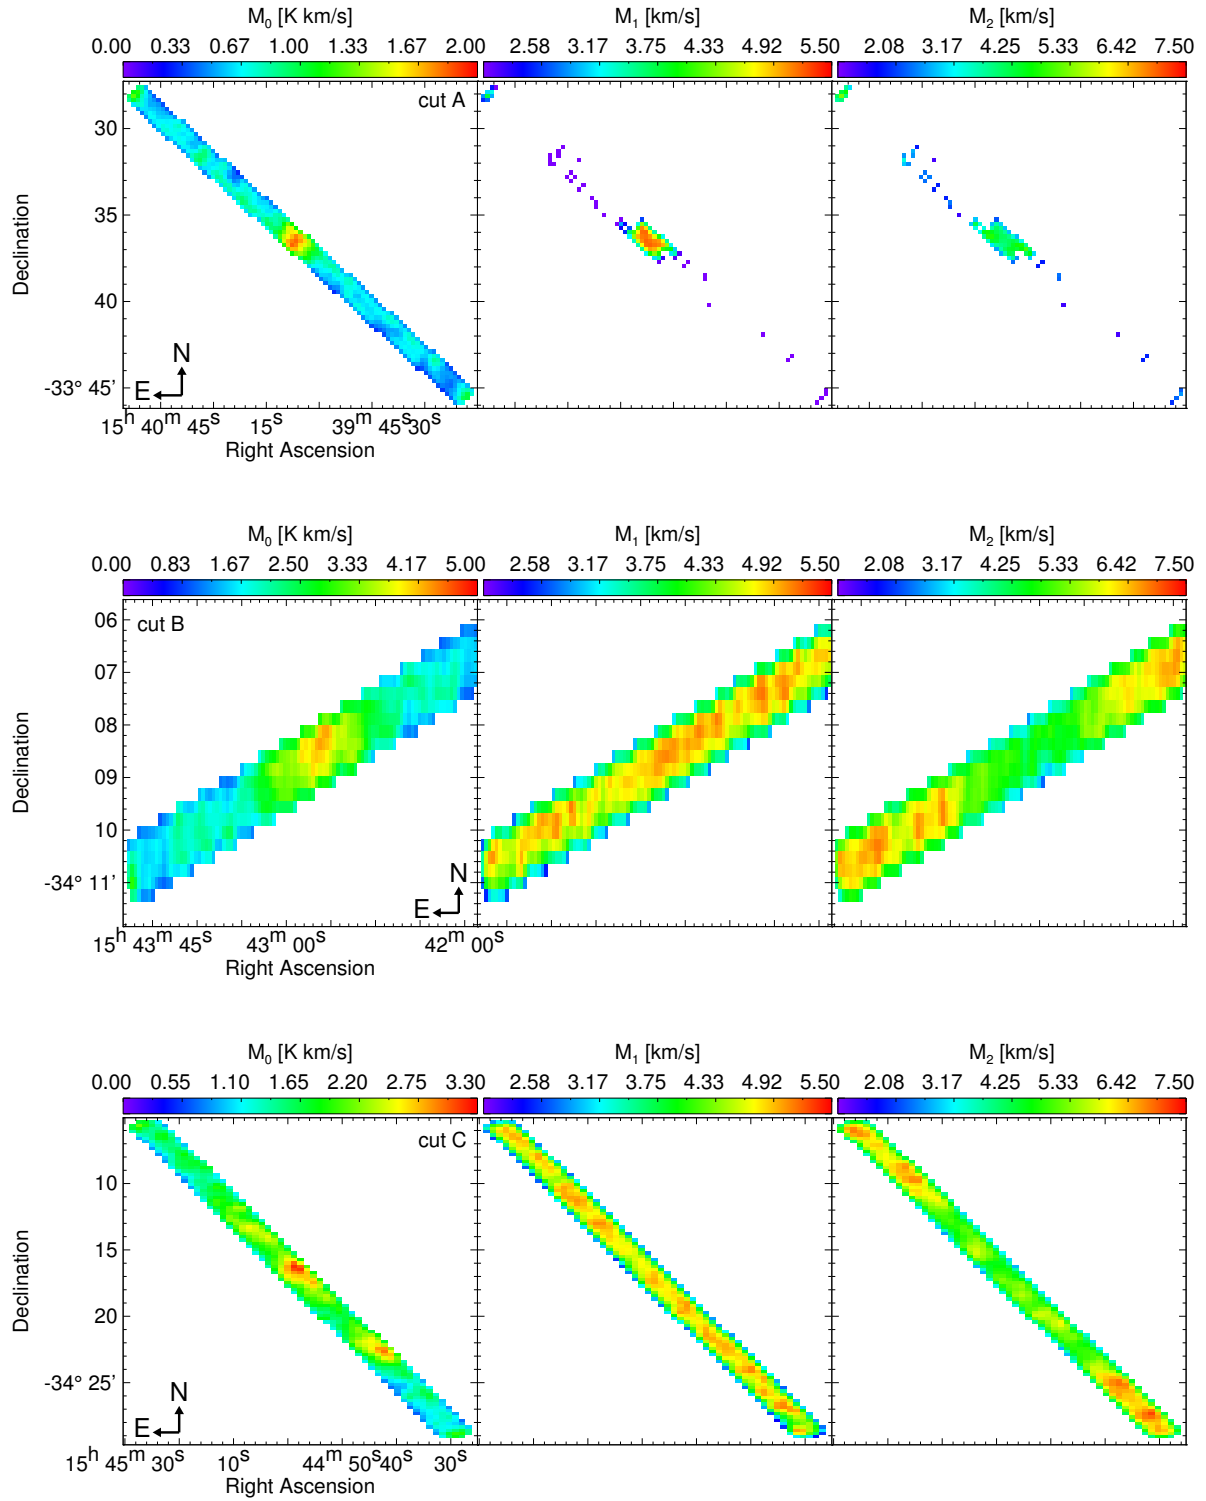 M₀ [K km/s] M₁ [km/s] M₂ [km/s]
0.00 0.33 0.67 1.00 1.33 1.67 2.00 2.58 3.17 3.75 4.33 4.92 5.50 2.08 3.17 4.25 5.33 6.42 7.50
cut A
30
35
40
-33° 45'
Declination
N
E
15ʰ 40ᵐ 45ˢ 15ˢ 39ᵐ 45ˢ30ˢ
Right Ascension
M₀ [K km/s] M₁ [km/s] M₂ [km/s]
0.00 0.83 1.67 2.50 3.33 4.17 5.00 2.58 3.17 3.75 4.33 4.92 5.50 2.08 3.17 4.25 5.33 6.42 7.50
cut B
06
07
08
09
10
-34° 11'
Declination
N
E
15ʰ 43ᵐ 45ˢ 43ᵐ 00ˢ 42ᵐ 00ˢ
Right Ascension
M₀ [K km/s] M₁ [km/s] M₂ [km/s]
0.00 0.55 1.10 1.65 2.20 2.75 3.30 2.58 3.17 3.75 4.33 4.92 5.50 2.08 3.17 4.25 5.33 6.42 7.50
cut C
10
15
20
-34° 25'
Declination
N
E
15ʰ 45ᵐ 30ˢ 10ˢ 44ᵐ 50ˢ40ˢ 30ˢ
Right Ascension